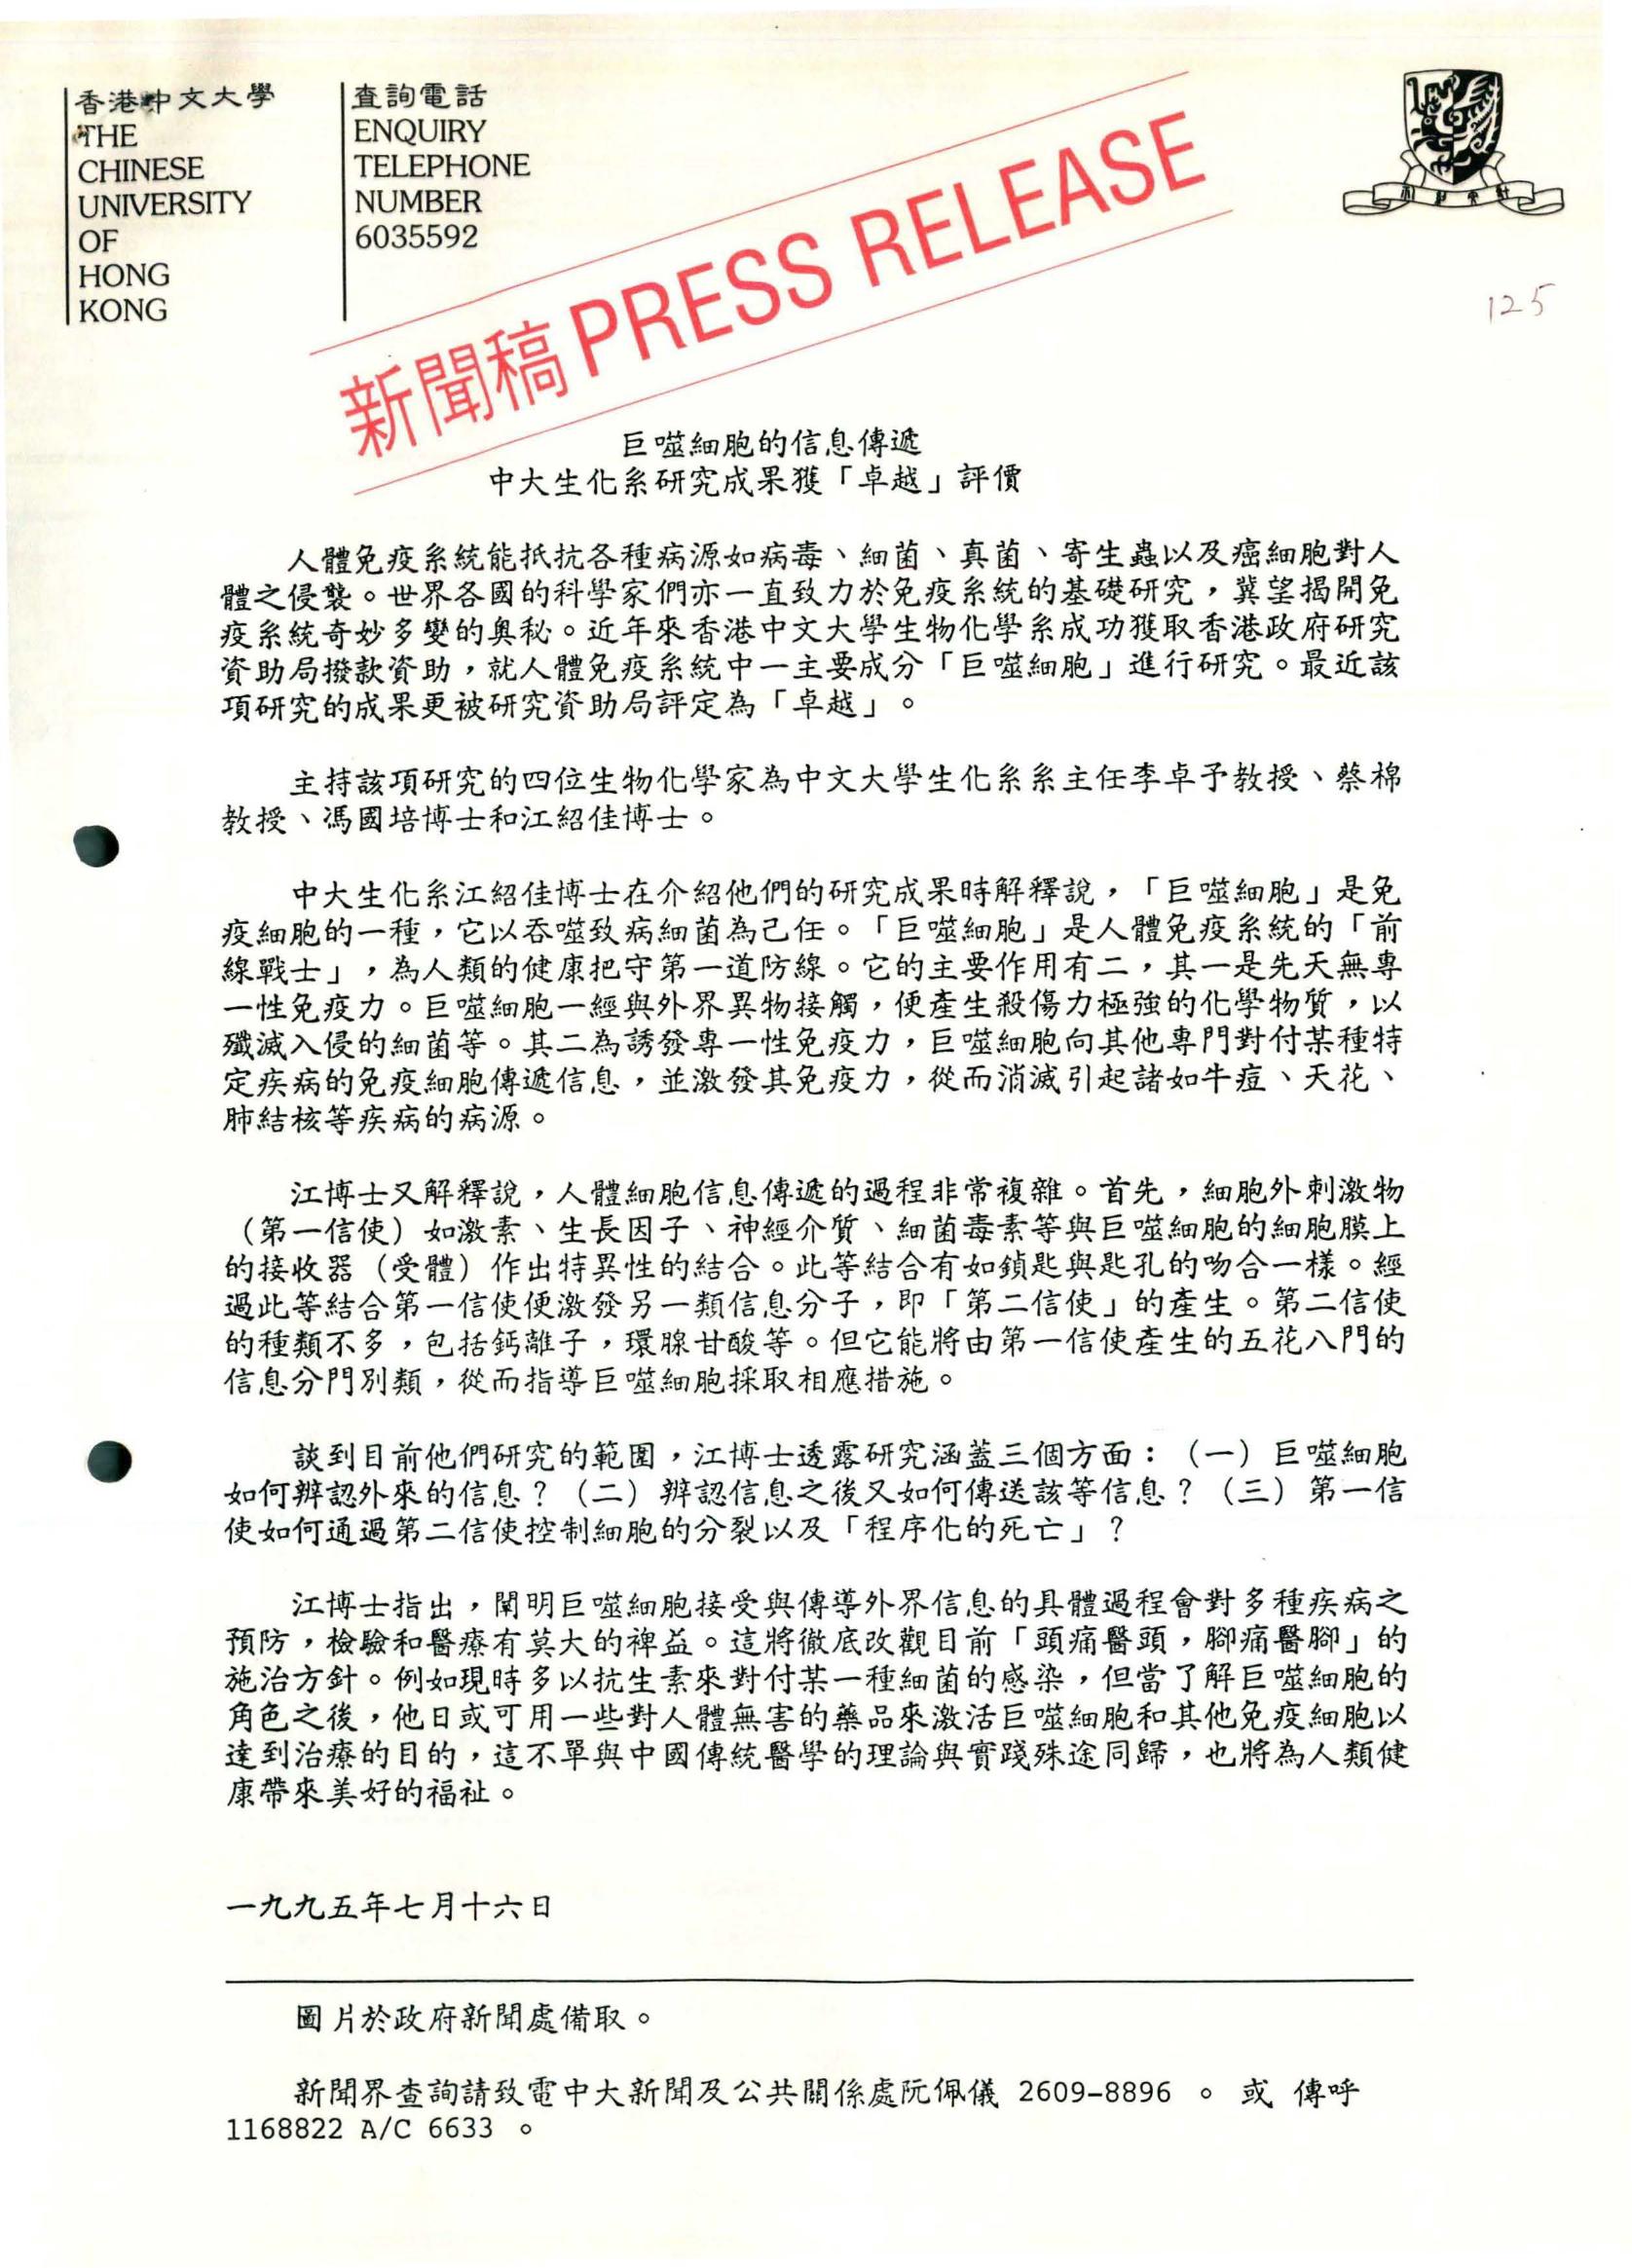 香港中文大學
THE
CHINESE
UNIVERSITY
OF
HONG
KONG
查詢電話
ENQUIRY
TELEPHONE
NUMBER
6035592
新聞稿 PRESS RELEASE
125
巨噬細胞的信息傳遞
中大生化系研究成果獲「卓越」評價
人體免疫系統能抵抗各種病源如病毒、細菌、真菌、寄生蟲以及癌細胞對人
體之侵襲。世界各國的科學家們亦一直致力於免疫系統的基礎研究，冀望揭開免
疫系統奇妙多變的奧秘。近年來香港中文大學生物化學系成功獲取香港政府研究
資助局撥款資助，就人體免疫系統中一主要成分「巨噬細胞」進行研究。最近該
項研究的成果更被研究資助局評定為「卓越」。
主持該項研究的四位生物化學家為中文大學生化系系主任李卓予教授、蔡棉
教授、馮國培博士和江紹佳博士。
中大生化系江紹佳博士在介紹他們的研究成果時解釋說，「巨噬細胞」是免
疫細胞的一種，它以吞噬致病細菌為己任。「巨噬細胞」是人體免疫系統的「前
線戰士」，為人類的健康把守第一道防線。它的主要作用有二，其一是先天無專
一性免疫力。巨噬細胞一經與外界異物接觸，便產生殺傷力極強的化學物質，以
殲滅入侵的細菌等。其二為誘發專一性免疫力，巨噬細胞向其他專門對付某種特
定疾病的免疫細胞傳遞信息，並激發其免疫力，從而消滅引起諸如牛痘、天花、
肺結核等疾病的病源。
江博士又解釋說，人體細胞信息傳遞的過程非常複雜。首先，細胞外刺激物
（第一信使）如激素、生長因子、神經介質、細菌毒素等與巨噬細胞的細胞膜上
的接收器（受體）作出特異性的結合。此等結合有如鎖匙與匙孔的吻合一樣。經
過此等結合第一信使便激發另一類信息分子，即「第二信使」的產生。第二信使
的種類不多，包括鈣離子，環腺甘酸等。但它能將由第一信使產生的五花八門的
信息分門別類，從而指導巨噬細胞採取相應措施。
談到目前他們研究的範圍，江博士透露研究涵蓋三個方面：（一）巨噬細胞
如何辨認外來的信息？（二）辨認信息之後又如何傳送該等信息？（三）第一信
使如何通過第二信使控制細胞的分裂以及「程序化的死亡」？
江博士指出，闡明巨噬細胞接受與傳導外界信息的具體過程會對多種疾病之
預防，檢驗和醫療有莫大的裨益。這將徹底改觀目前「頭痛醫頭，腳痛醫腳」的
施治方針。例如現時多以抗生素來對付某一種細菌的感染，但當了解巨噬細胞的
角色之後，他日或可用一些對人體無害的藥品來激活巨噬細胞和其他免疫細胞以
達到治療的目的，這不單與中國傳統醫學的理論與實踐殊途同歸，也將為人類健
康帶來美好的福祉。
一九九五年七月十六日
圖片於政府新聞處備取。
新聞界查詢請致電中大新聞及公共關係處阮佩儀 2609-8896 。 或 傳呼
1168822 A/C 6633 。